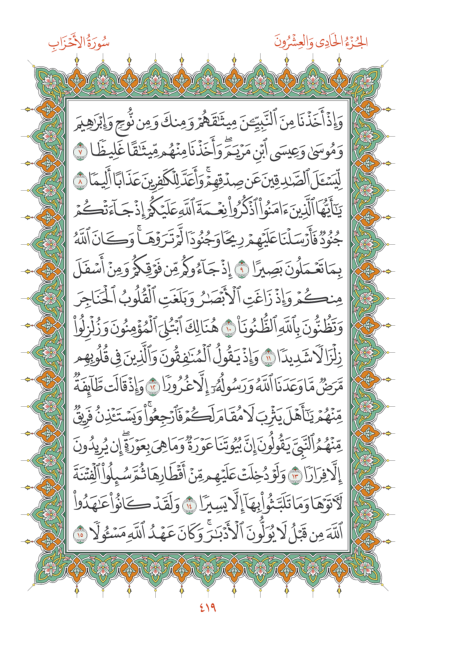 الجُزْءُ الحَادِى وَالعِشْرُونَ
سُورَةُ الأَحْزَابِ
وَإِذْ أَخَذْنَا مِنَ ٱلنَّبِيِّـۧنَ مِيثَٰقَهُمْ وَمِنكَ وَمِن نُّوحٍ وَإِبْرَٰهِيمَ
وَمُوسَىٰ وَعِيسَى ٱبْنِ مَرْيَمَۖ وَأَخَذْنَا مِنْهُم مِّيثَٰقًا غَلِيظًا ٧
لِّيَسْـَٔلَ ٱلصَّٰدِقِينَ عَن صِدْقِهِمْۚ وَأَعَدَّ لِلْكَٰفِرِينَ عَذَابًا أَلِيمًا ٨
يَٰٓأَيُّهَا ٱلَّذِينَ ءَامَنُوا۟ ٱذْكُرُوا۟ نِعْمَةَ ٱللَّهِ عَلَيْكُمْ إِذْ جَآءَتْكُمْ
جُنُودٌ فَأَرْسَلْنَا عَلَيْهِمْ رِيحًا وَجُنُودًا لَّمْ تَرَوْهَاۚ وَكَانَ ٱللَّهُ
بِمَا تَعْمَلُونَ بَصِيرًا ٩ إِذْ جَآءُوكُم مِّن فَوْقِكُمْ وَمِنْ أَسْفَلَ
مِنكُمْ وَإِذْ زَاغَتِ ٱلْأَبْصَٰرُ وَبَلَغَتِ ٱلْقُلُوبُ ٱلْحَنَاجِرَ
وَتَظُنُّونَ بِٱللَّهِ ٱلظُّنُونَا۠ ١٠ هُنَالِكَ ٱبْتُلِىَ ٱلْمُؤْمِنُونَ وَزُلْزِلُوا۟
زِلْزَالًا شَدِيدًا ١١ وَإِذْ يَقُولُ ٱلْمُنَٰفِقُونَ وَٱلَّذِينَ فِى قُلُوبِهِم
مَّرَضٌ مَّا وَعَدَنَا ٱللَّهُ وَرَسُولُهُۥٓ إِلَّا غُرُورًا ١٢ وَإِذْ قَالَت طَّآئِفَةٌ
مِّنْهُمْ يَٰٓأَهْلَ يَثْرِبَ لَا مُقَامَ لَكُمْ فَٱرْجِعُوا۟ۚ وَيَسْتَـْٔذِنُ فَرِيقٌ
مِّنْهُمُ ٱلنَّبِىَّ يَقُولُونَ إِنَّ بُيُوتَنَا عَوْرَةٌ وَمَا هِىَ بِعَوْرَةٍۖ إِن يُرِيدُونَ
إِلَّا فِرَارًا ١٣ وَلَوْ دُخِلَتْ عَلَيْهِم مِّنْ أَقْطَارِهَا ثُمَّ سُئِلُوا۟ ٱلْفِتْنَةَ
لَـَٔاتَوْهَا وَمَا تَلَبَّثُوا۟ بِهَآ إِلَّا يَسِيرًا ١٤ وَلَقَدْ كَانُوا۟ عَٰهَدُوا۟
ٱللَّهَ مِن قَبْلُ لَا يُوَلُّونَ ٱلْأَدْبَٰرَۚ وَكَانَ عَهْدُ ٱللَّهِ مَسْـُٔولًا ١٥
٤١٩